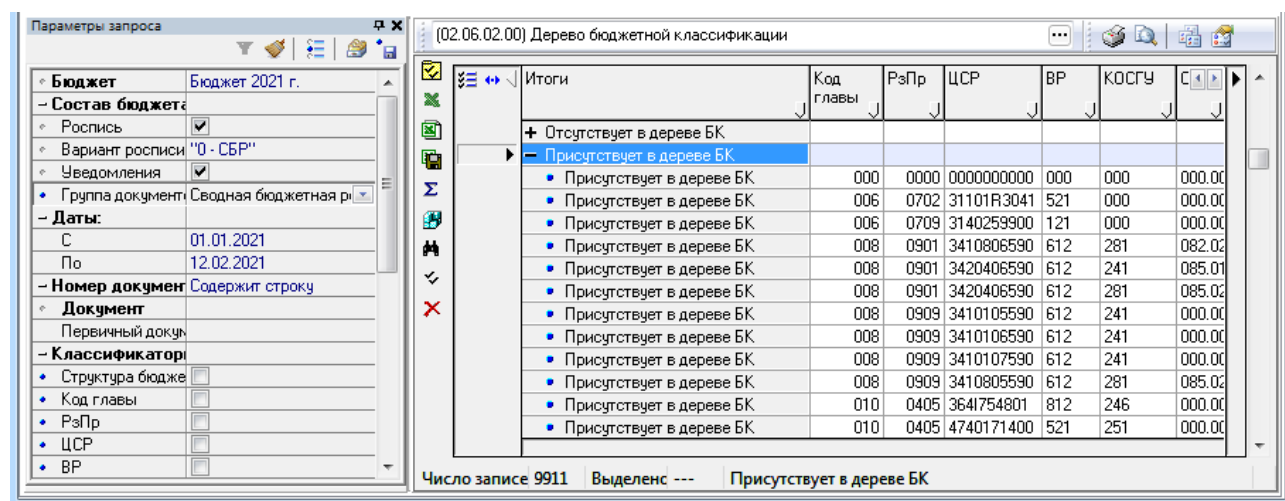 Параметры запроса
Бюджет Бюджет 2021 г.
Состав бюджета
Роспись
Вариант росписи "0 - СБР"
Уведомления
Группа документ Сводная бюджетная р
Даты:
С 01.01.2021
По 12.02.2021
Номер докумен Содержит строку
Документ
Первичный докум
Классификатор
Структура бюдже
Код главы
РзПр
ЦСР
ВР
(02.06.02.00) Дерево бюджетной классификации
Итоги Код главы РзПр ЦСР ВР КОСГУ С
+ Отсутствует в дереве БК
− Присутствует в дереве БК
Присутствует в дереве БК 000 0000 0000000000 000 000 000.00
Присутствует в дереве БК 006 0702 31101R3041 521 000 000.00
Присутствует в дереве БК 006 0709 3140259900 121 000 000.00
Присутствует в дереве БК 008 0901 3410806590 612 281 082.02
Присутствует в дереве БК 008 0901 3420406590 612 241 085.01
Присутствует в дереве БК 008 0901 3420406590 612 281 085.02
Присутствует в дереве БК 008 0909 3410105590 612 241 000.00
Присутствует в дереве БК 008 0909 3410106590 612 241 000.00
Присутствует в дереве БК 008 0909 3410107590 612 241 000.00
Присутствует в дереве БК 008 0909 3410805590 612 281 085.02
Присутствует в дереве БК 010 0405 364I754801 812 246 000.00
Присутствует в дереве БК 010 0405 4740171400 521 251 000.00
Число записе 9911 Выделенс --- Присутствует в дереве БК